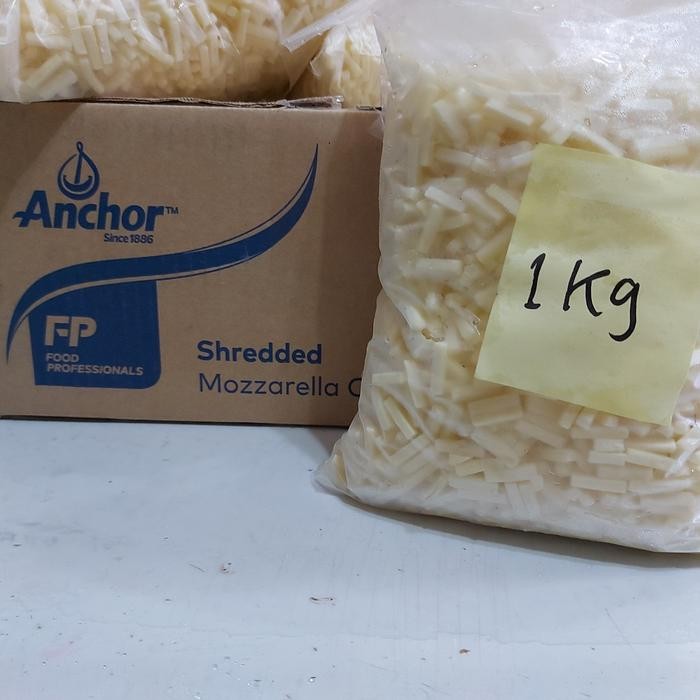 Anchor™
Since 1886
FP
FOOD
PROFESSIONALS
Shredded
Mozzarella C
1 Kg